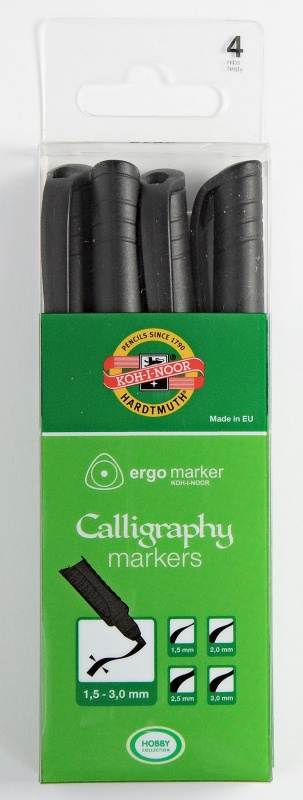 4
nibs
PENCILS SINCE 1790
KOH-I-NOOR
®
HARDTMUTH
Made in EU
ergo marker
KOH-I-NOOR
Calligraphy
markers
1,5 mm
2,0 mm
2,5 mm
3,0 mm
1,5 - 3,0 mm
HOBBY
COLLECTION